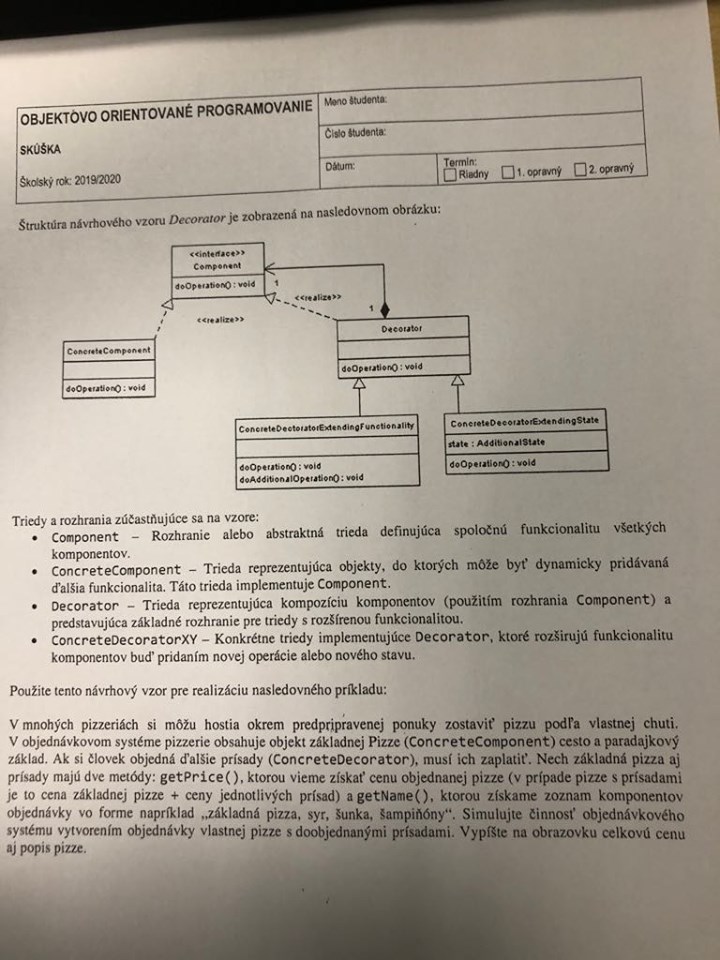 OBJEKTOVO ORIENTOVANÉ PROGRAMOVANIE
SKÚŠKA
Školský rok: 2019/2020
Meno študenta:
Číslo študenta:
Dátum:
Termín:
Riadny 1. opravný 2. opravný
Štruktúra návrhového vzoru Decorator je zobrazená na nasledovnom obrázku:
<<interface>>
Component
doOperation() : void
1
<<realize>>
1
<<realize>>
Decorator
doOperation() : void
ConcreteComponent
doOperation() : void
ConcreteDectoratorExtendingFunctionality
doOperation() : void
doAdditionalOperation() : void
ConcreteDecoratorExtendingState
state : AdditionalState
doOperation() : void
Triedy a rozhrania zúčastňujúce sa na vzore:
• Component – Rozhranie alebo abstraktná trieda definujúca spoločnú funkcionalitu všetkých
komponentov.
• ConcreteComponent – Trieda reprezentujúca objekty, do ktorých môže byť dynamicky pridávaná
ďalšia funkcionalita. Táto trieda implementuje Component.
• Decorator – Trieda reprezentujúca kompozíciu komponentov (použitím rozhrania Component) a
predstavujúca základné rozhranie pre triedy s rozšírenou funkcionalitou.
• ConcreteDecoratorXY – Konkrétne triedy implementujúce Decorator, ktoré rozširujú funkcionalitu
komponentov buď pridaním novej operácie alebo nového stavu.
Použite tento návrhový vzor pre realizáciu nasledovného príkladu:
V mnohých pizzeriách si môžu hostia okrem predpripravenej ponuky zostaviť pizzu podľa vlastnej chuti.
V objednávkovom systéme pizzerie obsahuje objekt základnej Pizze (ConcreteComponent) cesto a paradajkový
základ. Ak si človek objedná ďalšie prísady (ConcreteDecorator), musí ich zaplatiť. Nech základná pizza aj
prísady majú dve metódy: getPrice(), ktorou vieme získať cenu objednanej pizze (v prípade pizze s prísadami
je to cena základnej pizze + ceny jednotlivých prísad) a getName(), ktorou získame zoznam komponentov
objednávky vo forme napríklad „základná pizza, syr, šunka, šampiňóny“. Simulujte činnosť objednávkového
systému vytvorením objednávky vlastnej pizze s doobjednanými prísadami. Vypíšte na obrazovku celkovú cenu
aj popis pizze.